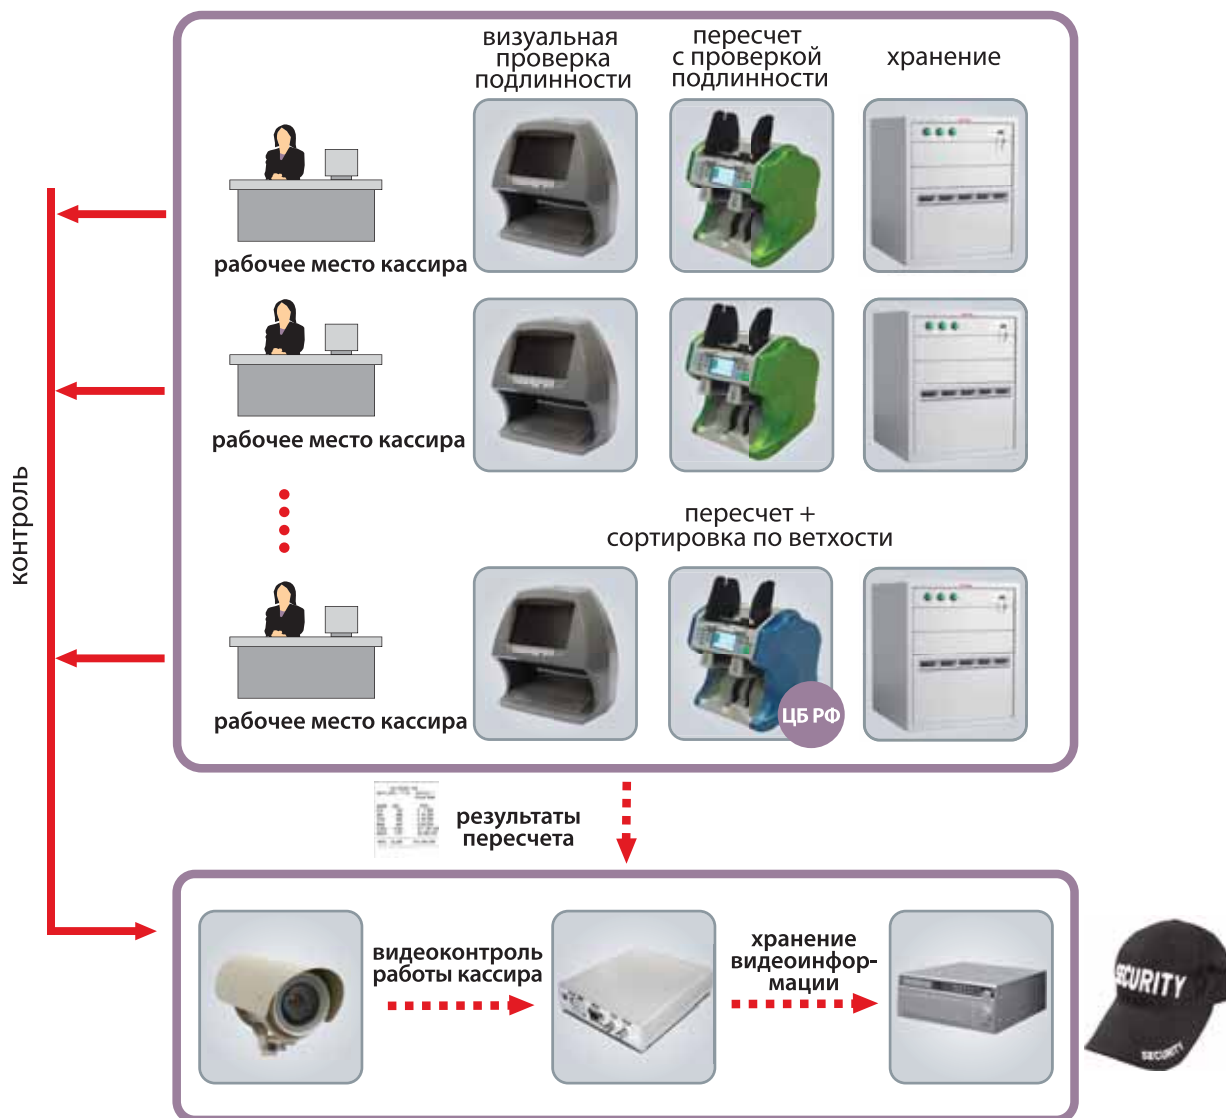 визуальная
проверка
подлинности
пересчет
с проверкой
подлинности
хранение
рабочее место кассира
рабочее место кассира
контроль
пересчет +
сортировка по ветхости
рабочее место кассира
ЦБ РФ
результаты
пересчета
видеоконтроль
работы кассира
хранение
видеоинфор-
мации
SECURITY
SECURITY